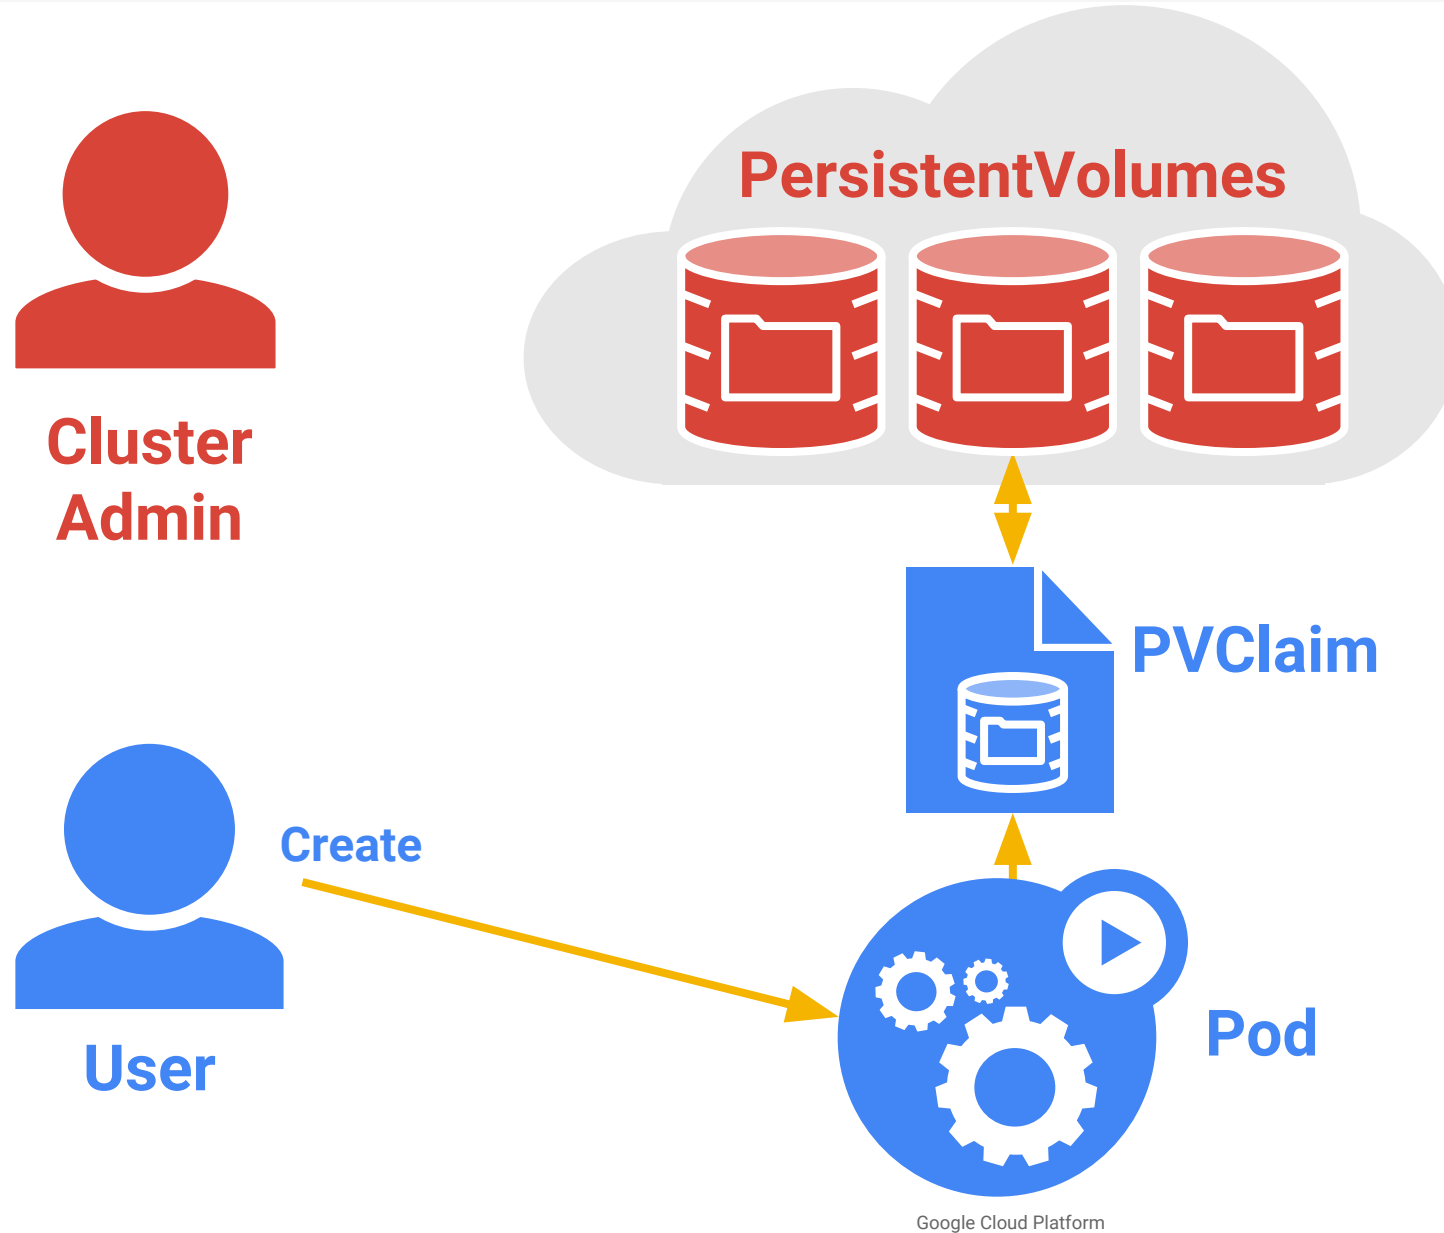 PersistentVolumes
Cluster
Admin
PVClaim
Create
Pod
User
Google Cloud Platform